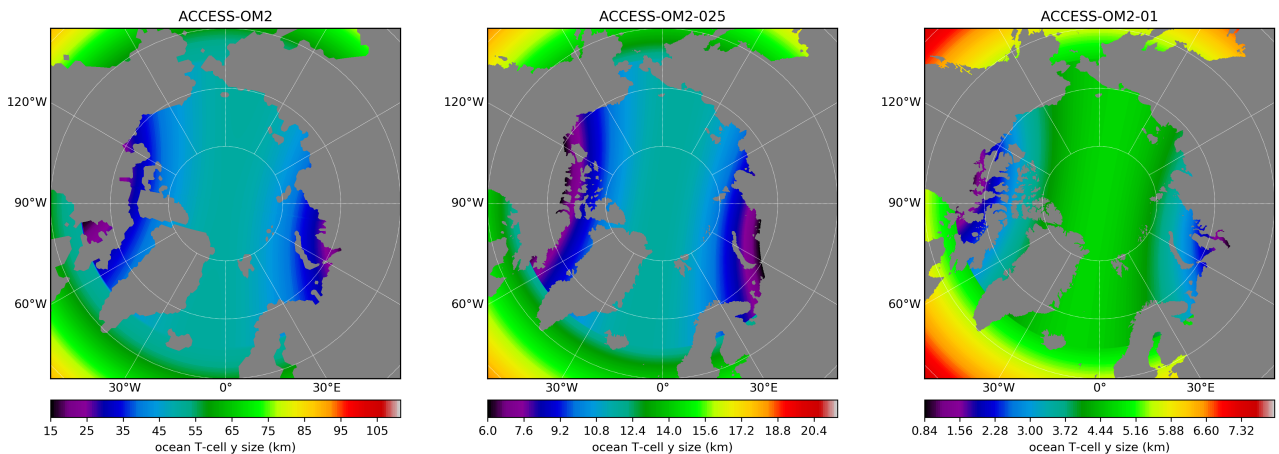 ACCESS-OM2
120°W
90°W
60°W
30°W 0° 30°E
15 25 35 45 55 65 75 85 95 105
ocean T-cell y size (km)
ACCESS-OM2-025
120°W
90°W
60°W
30°W 0° 30°E
6.0 7.6 9.2 10.8 12.4 14.0 15.6 17.2 18.8 20.4
ocean T-cell y size (km)
ACCESS-OM2-01
120°W
90°W
60°W
30°W 0° 30°E
0.84 1.56 2.28 3.00 3.72 4.44 5.16 5.88 6.60 7.32
ocean T-cell y size (km)